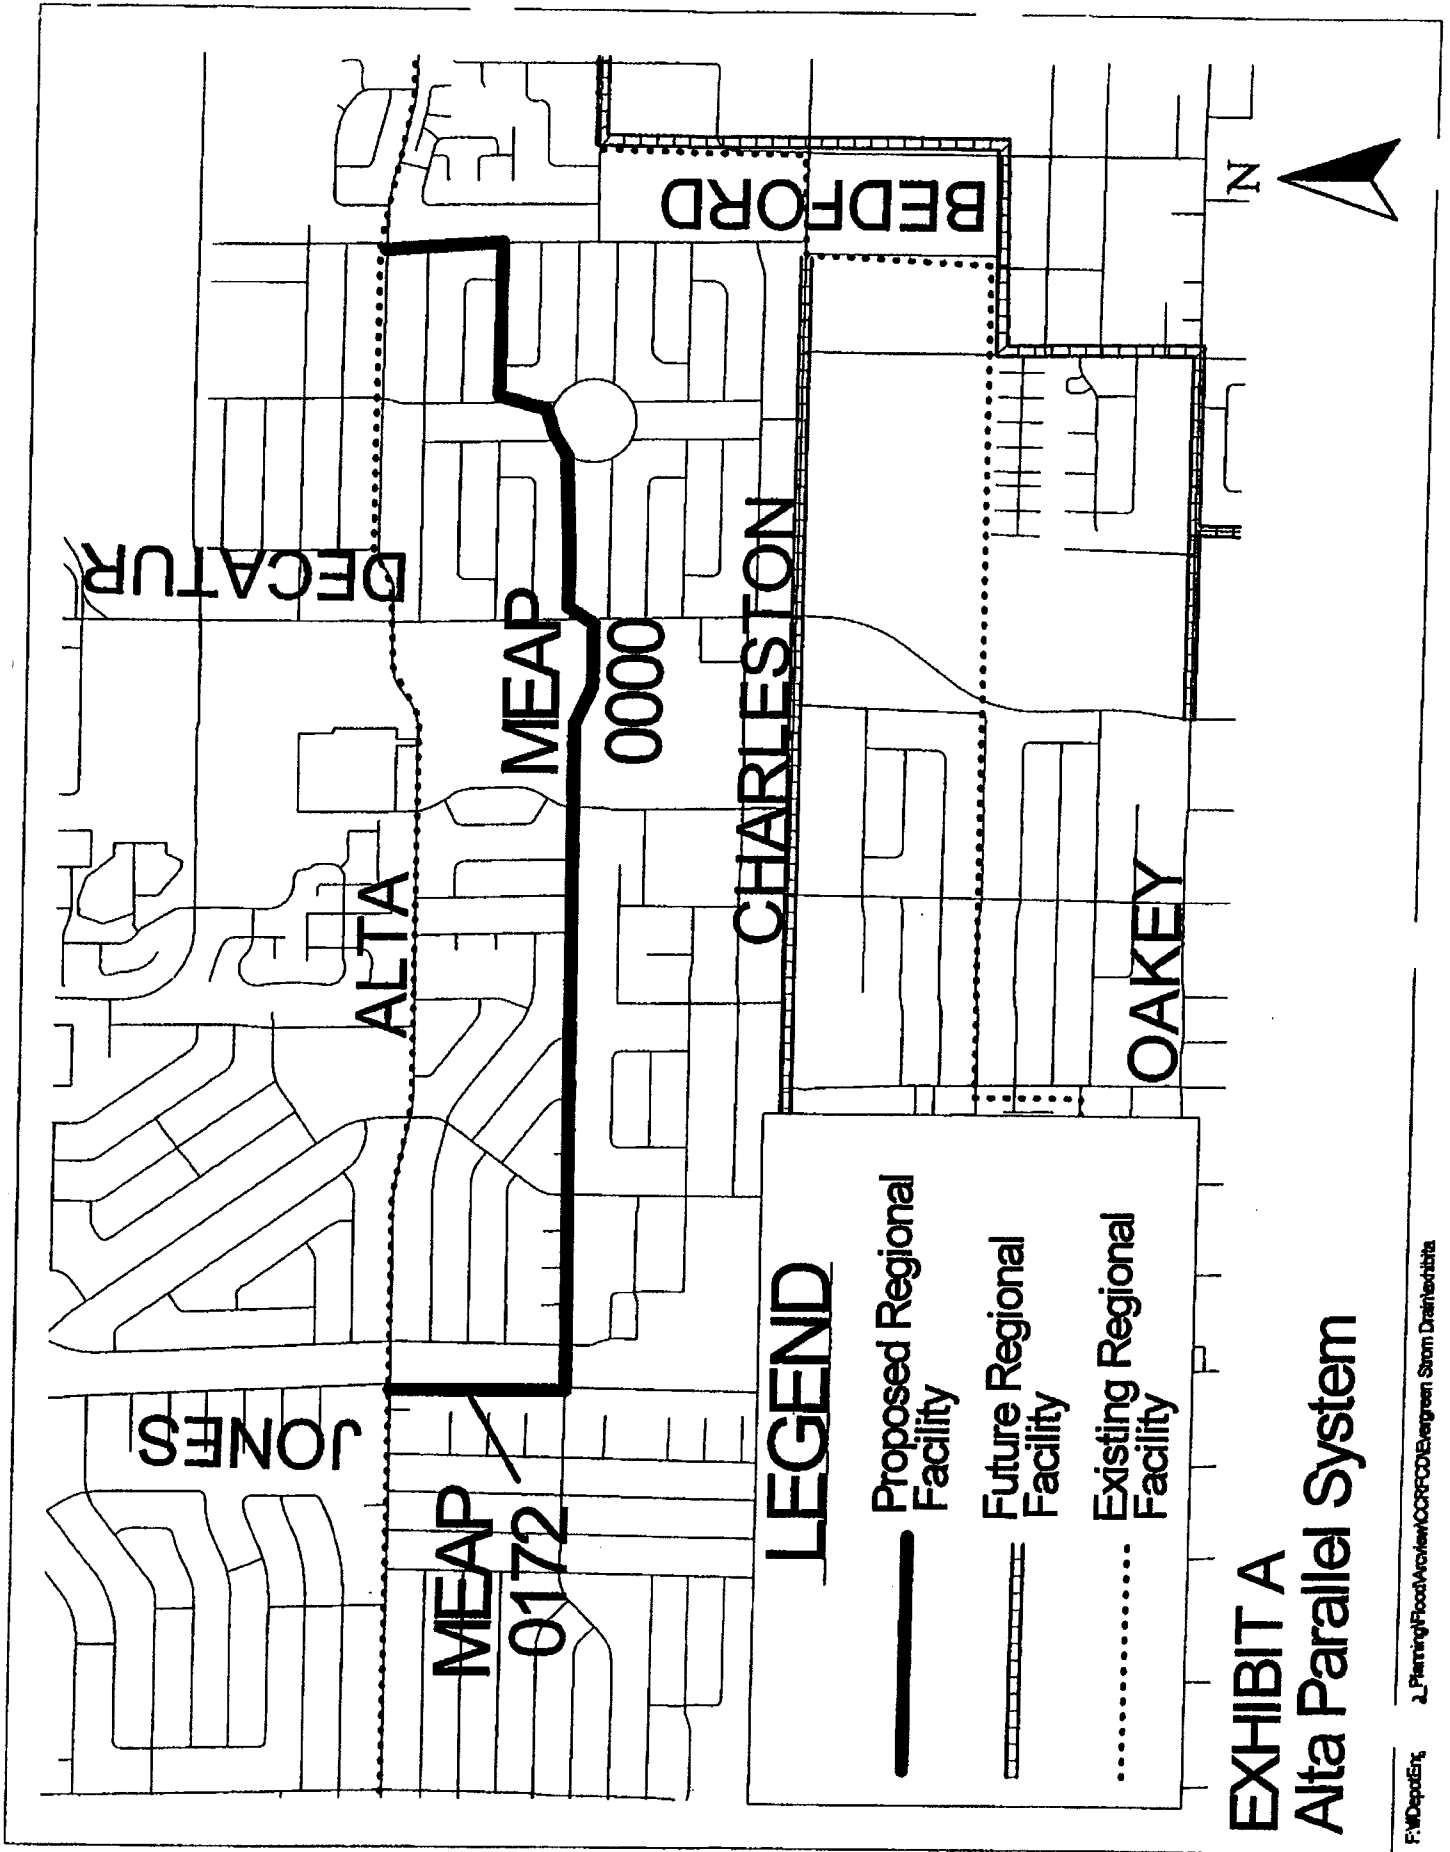 DECATUR
BEDFORD
JONES
ALTA
MEAP
0000
MEAP
0172
CHARLESTON
OAKEY
N
LEGEND
Proposed Regional
Facility
Future Regional
Facility
Existing Regional
Facility
EXHIBIT A
Alta Parallel System